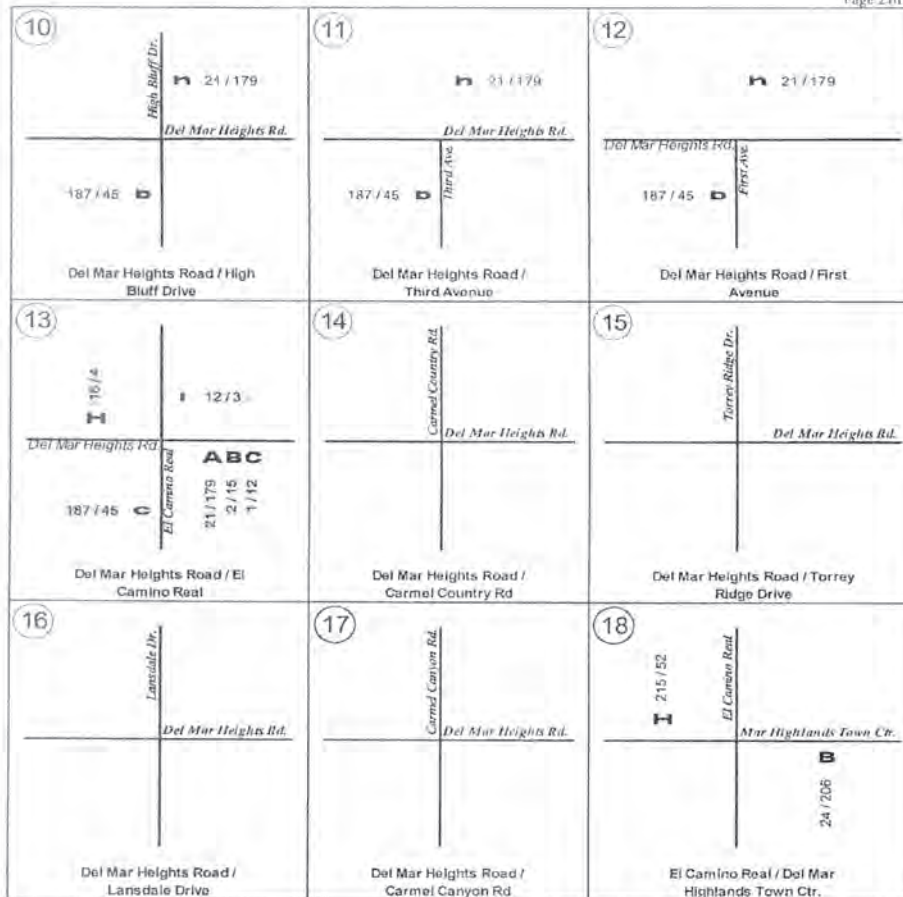 10
High Bluff Dr.
n 21/179
Del Mar Heights Rd.
187/45 D
Del Mar Heights Road / High
Bluff Drive
11
n 21/179
Del Mar Heights Rd.
Third Ave.
187/45 D
Del Mar Heights Road /
Third Avenue
12
n 21/179
Del Mar Heights Rd.
First Ave.
187/45 D
Del Mar Heights Road / First
Avenue
13
H 16/4
12/3
Del Mar Heights Rd.
El Camino Real
ABC
21/179
2/15
1/12
187/45 C
Del Mar Heights Road / El
Camino Real
14
Carmel Country Rd.
Del Mar Heights Rd.
Del Mar Heights Road /
Carmel Country Rd
15
Torrey Ridge Dr.
Del Mar Heights Rd.
Del Mar Heights Road / Torrey
Ridge Drive
16
Lansdale Dr.
Del Mar Heights Rd.
Del Mar Heights Road /
Lansdale Drive
17
Carmel Canyon Rd.
Del Mar Heights Rd.
Del Mar Heights Road /
Carmel Canyon Rd
18
H 215/52
El Camino Real
Mar Highlands Town Ctr.
B
24/206
El Camino Real / Del Mar
Highlands Town Ctr.